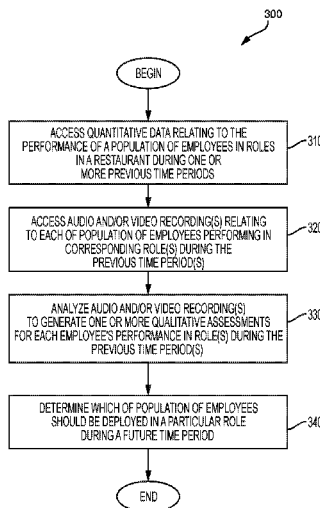 300
BEGIN
ACCESS QUANTITATIVE DATA RELATING TO THE
PERFORMANCE OF A POPULATION OF EMPLOYEES IN ROLES
IN A RESTAURANT DURING ONE OR
MORE PREVIOUS TIME PERIODS
310
ACCESS AUDIO AND/OR VIDEO RECORDING(S) RELATING
TO EACH OF POPULATION OF EMPLOYEES PERFORMING IN
CORRESPONDING ROLE(S) DURING THE
PREVIOUS TIME PERIOD(S)
320
ANALYZE AUDIO AND/OR VIDEO RECORDING(S)
TO GENERATE ONE OR MORE QUALITATIVE ASSESSMENTS
FOR EACH EMPLOYEE'S PERFORMANCE IN ROLE(S) DURING THE
PREVIOUS TIME PERIOD(S)
330
DETERMINE WHICH OF POPULATION OF EMPLOYEES
SHOULD BE DEPLOYED IN A PARTICULAR ROLE
DURING A FUTURE TIME PERIOD
340
END